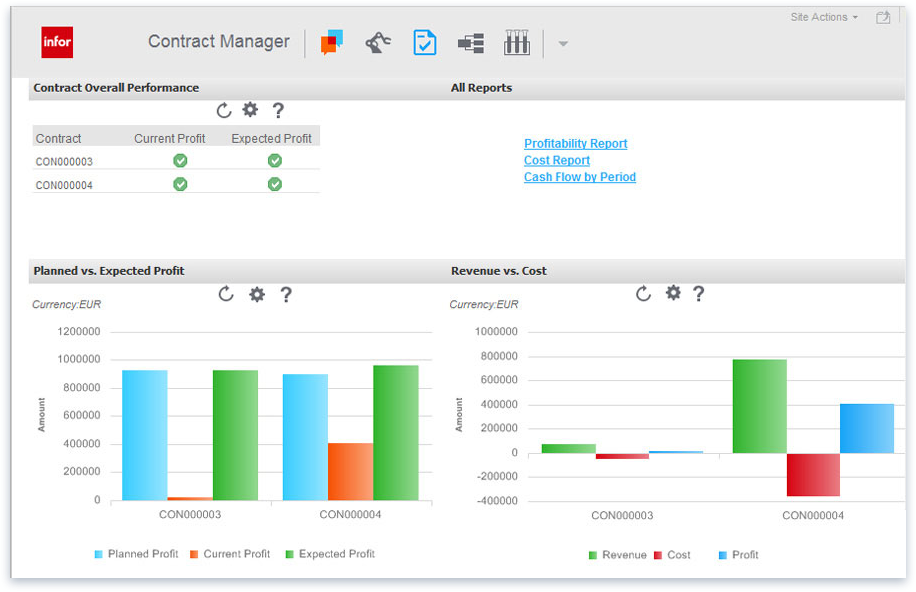 Site Actions
infor
Contract Manager
Contract Overall Performance
?
Contract Current Profit Expected Profit
CON000003
CON000004
All Reports
Profitability Report
Cost Report
Cash Flow by Period
Planned vs. Expected Profit
?
Currency:EUR
Amount
1200000
1000000
800000
600000
400000
200000
0
CON000003 CON000004
Planned Profit Current Profit Expected Profit
Revenue vs. Cost
?
Currency:EUR
Amount
1000000
800000
600000
400000
200000
0
-200000
-400000
CON000003 CON000004
Revenue Cost Profit